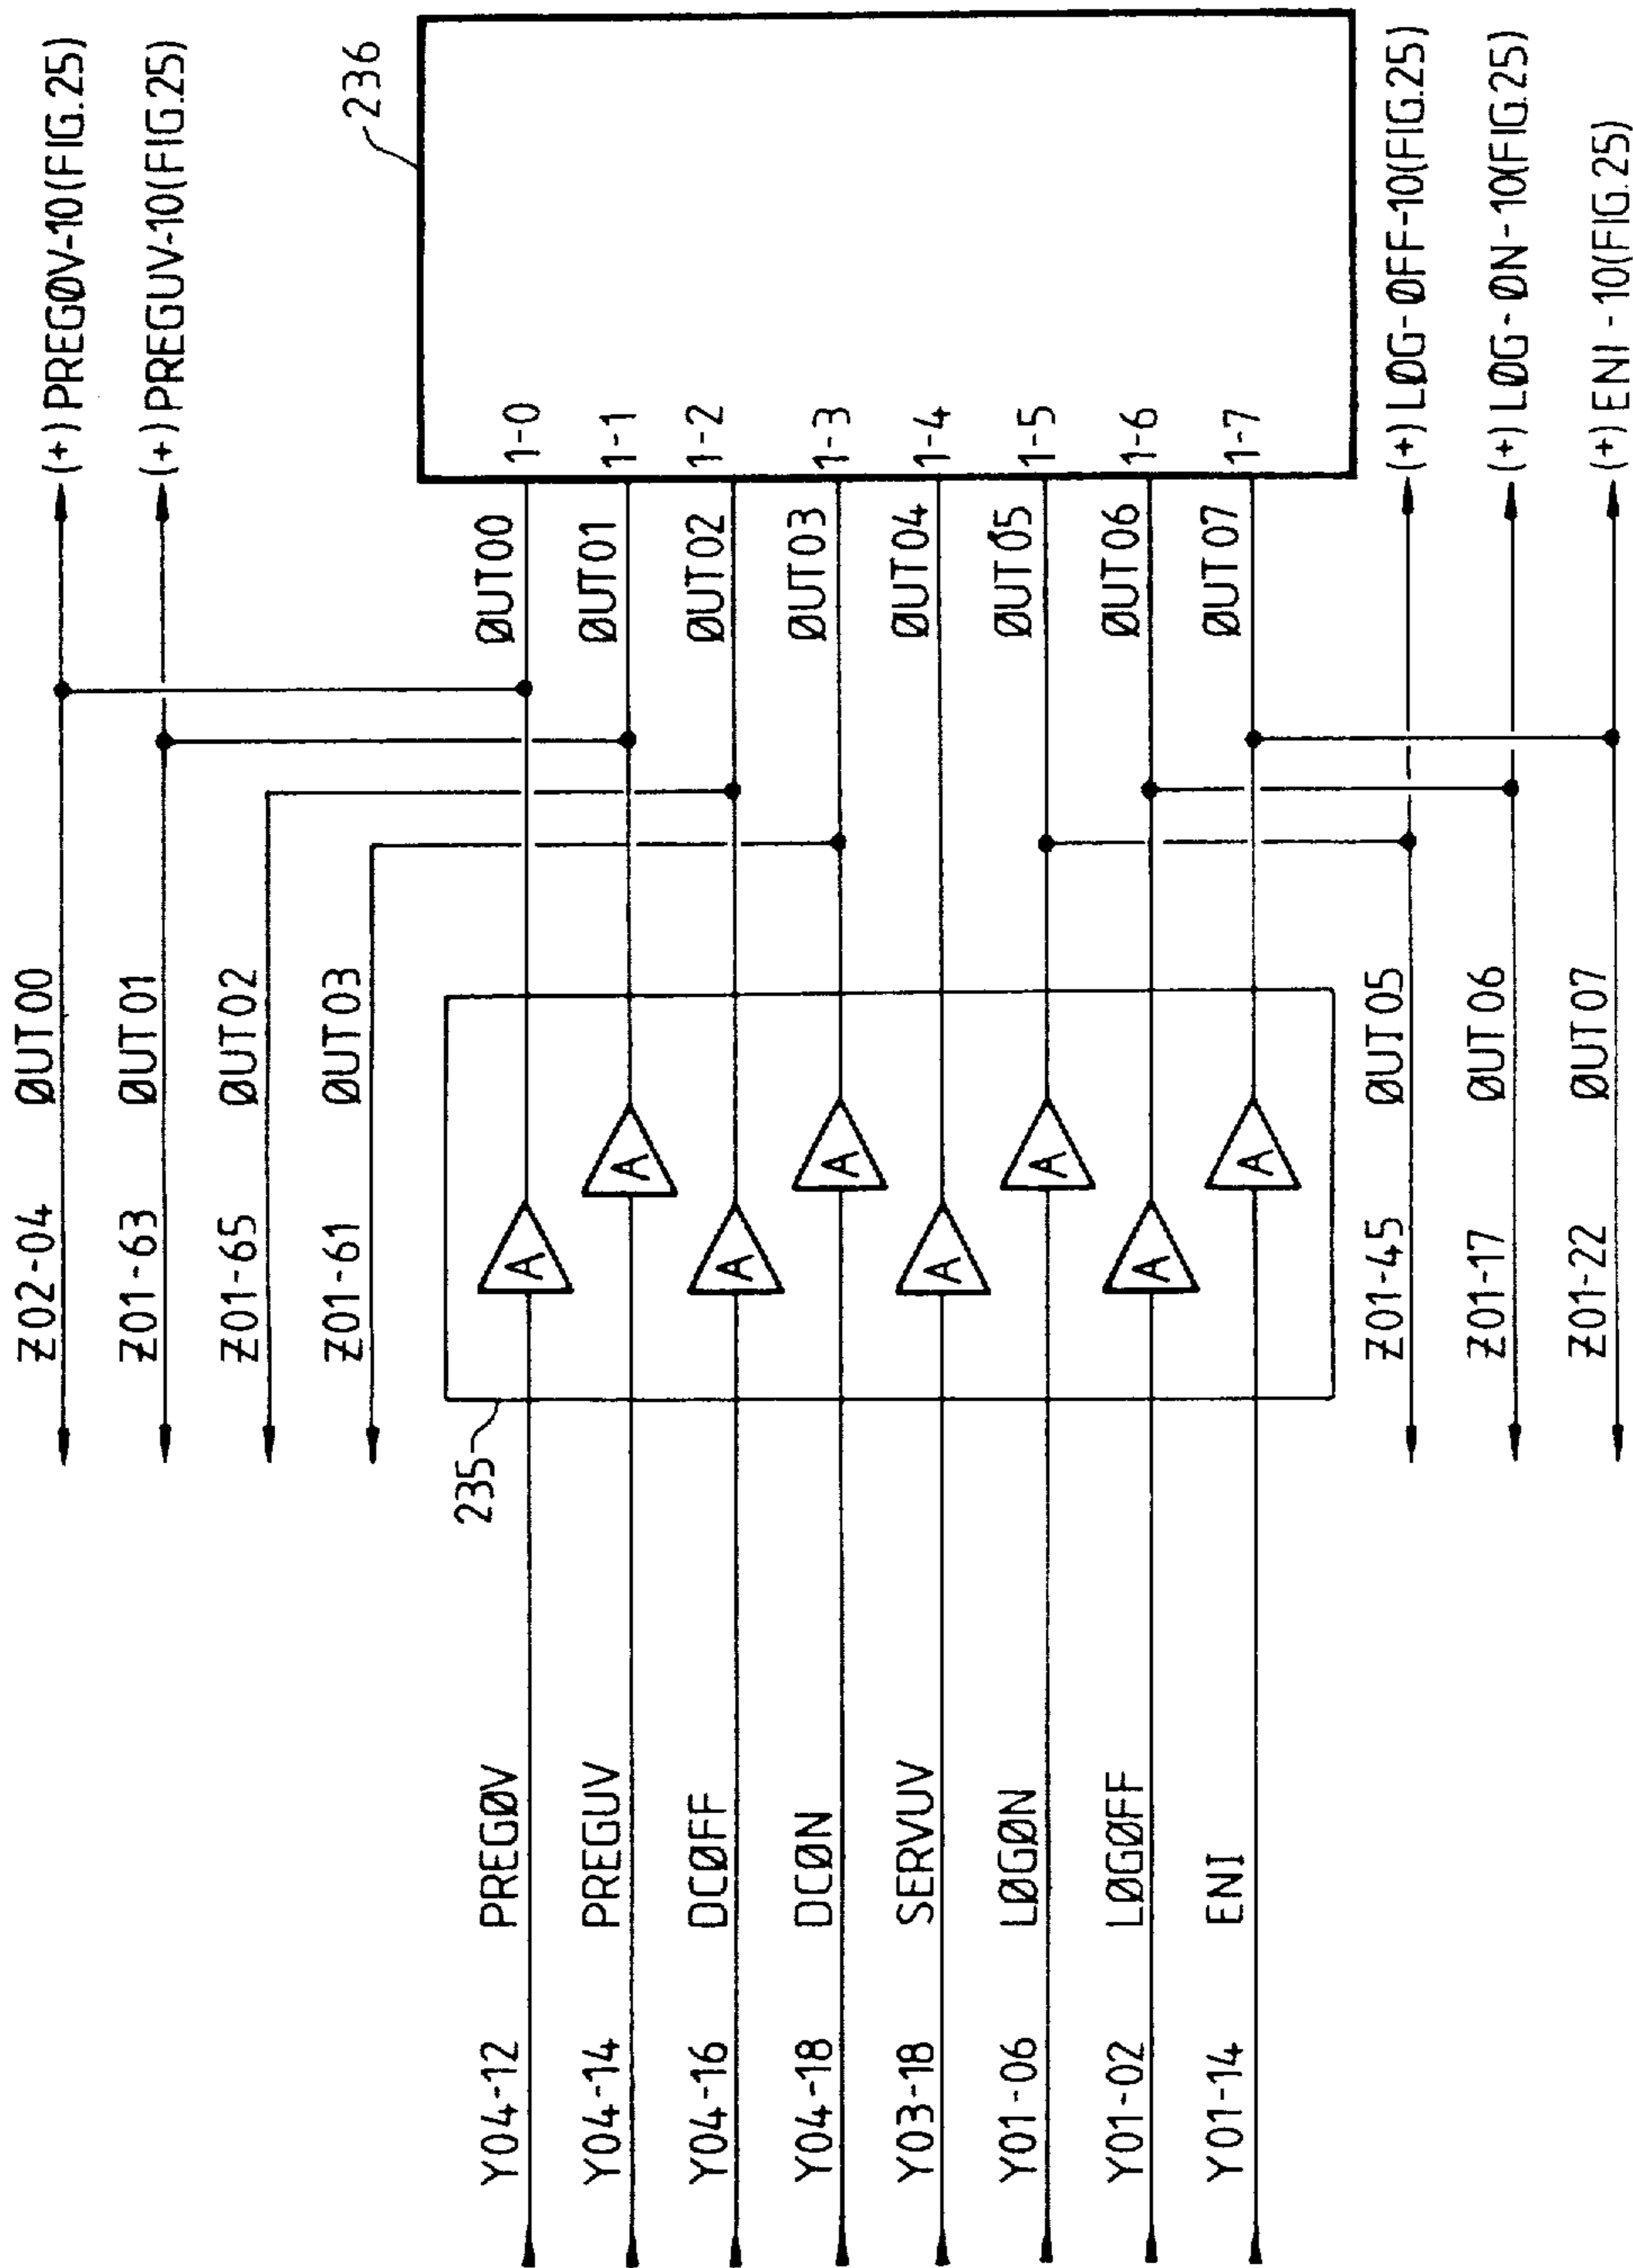 Z02-04 ØUT00 (+) PREGØV-10(FIG.25)
Z01-63 ØUT01 (+) PREGUV-10(FIG.25)
Z01-65 ØUT02
Z01-61 ØUT03
235
236
Y04-12 PREGØV A ØUT00 1-0
Y04-14 PREGUV A ØUT01 1-1
Y04-16 DCØFF A ØUT02 1-2
Y04-18 DCØN A ØUT03 1-3
Y03-18 SERVUV A ØUT04 1-4
Y01-06 LØGØN A ØUT05 1-5
Y01-02 LØGØFF A ØUT06 1-6
Y01-14 ENI A ØUT07 1-7
Z01-45 ØUT05 (+) LØG-ØFF-10(FIG.25)
Z01-17 ØUT06 (+) LØG-ØN-10(FIG.25)
Z01-22 ØUT07 (+) ENI-10(FIG.25)